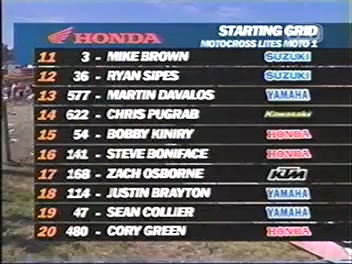 HONDA
STARTING GRID
MOTOCROSS LITES MOTO 1
11 3 - MIKE BROWN SUZUKI
12 36 - RYAN SIPES SUZUKI
13 577 - MARTIN DAVALOS YAMAHA
14 622 - CHRIS PUGRAB Kawasaki
15 54 - BOBBY KINIRY HONDA
16 141 - STEVE BONIFACE HONDA
17 168 - ZACH OSBORNE KTM
18 114 - JUSTIN BRAYTON YAMAHA
19 47 - SEAN COLLIER YAMAHA
20 480 - CORY GREEN HONDA